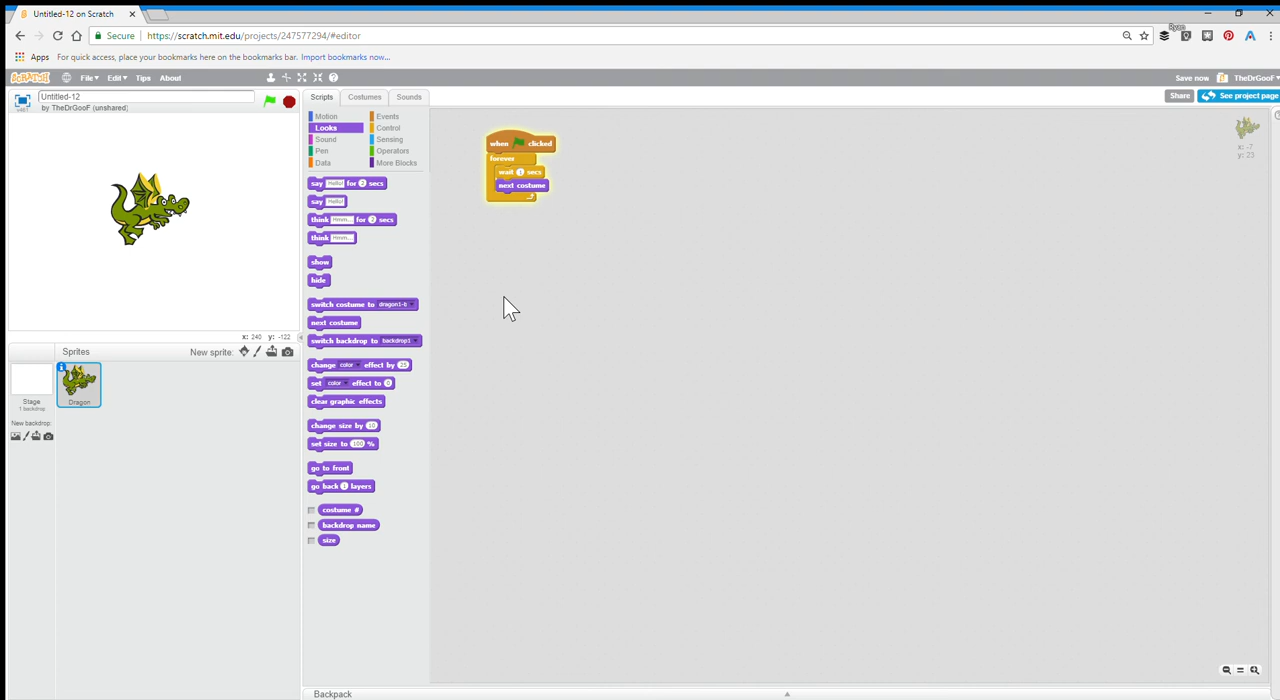 Untitled-12 on Scratch
Ryan
Secure https://scratch.mit.edu/projects/247577294/#editor
Apps For quick access, place your bookmarks here on the bookmarks bar. Import bookmarks now...
SCRATCH File Edit Tips About Save now TheDrGooF
Untitled-12
by TheDrGooF (unshared)
Scripts Costumes Sounds
Share See project page
Motion Events
Looks Control
Sound Sensing
Pen Operators
Data More Blocks
x: -7
y: 23
when clicked
forever
wait 1 secs
next costume
say Hello! for 2 secs
say Hello!
think Hmm... for 2 secs
think Hmm...
show
hide
switch costume to dragon1-b
next costume
switch backdrop to backdrop1
change color effect by 25
set color effect to 0
clear graphic effects
change size by 10
set size to 100 %
go to front
go back 1 layers
costume #
backdrop name
size
x: 240 y: -122
Sprites New sprite:
Stage
1 backdrop
New backdrop:
Dragon
Backpack